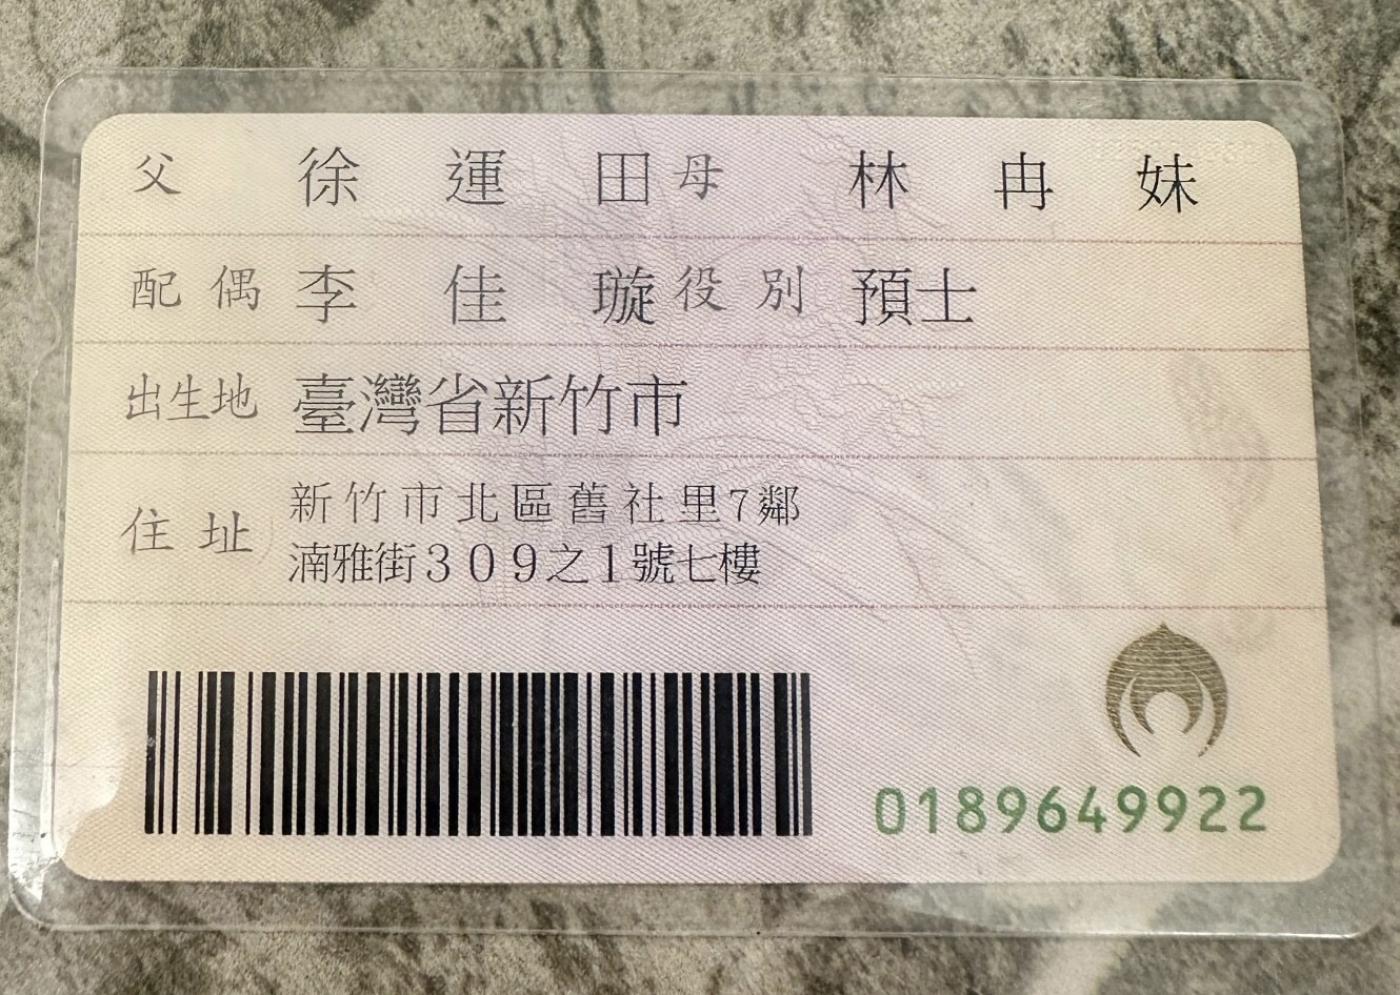 父 徐運田 母 林冉妹
配偶 李佳璇 役別 預士
出生地 臺灣省新竹市
住址 新竹市北區舊社里7鄰
湳雅街309之1號七樓
0189649922